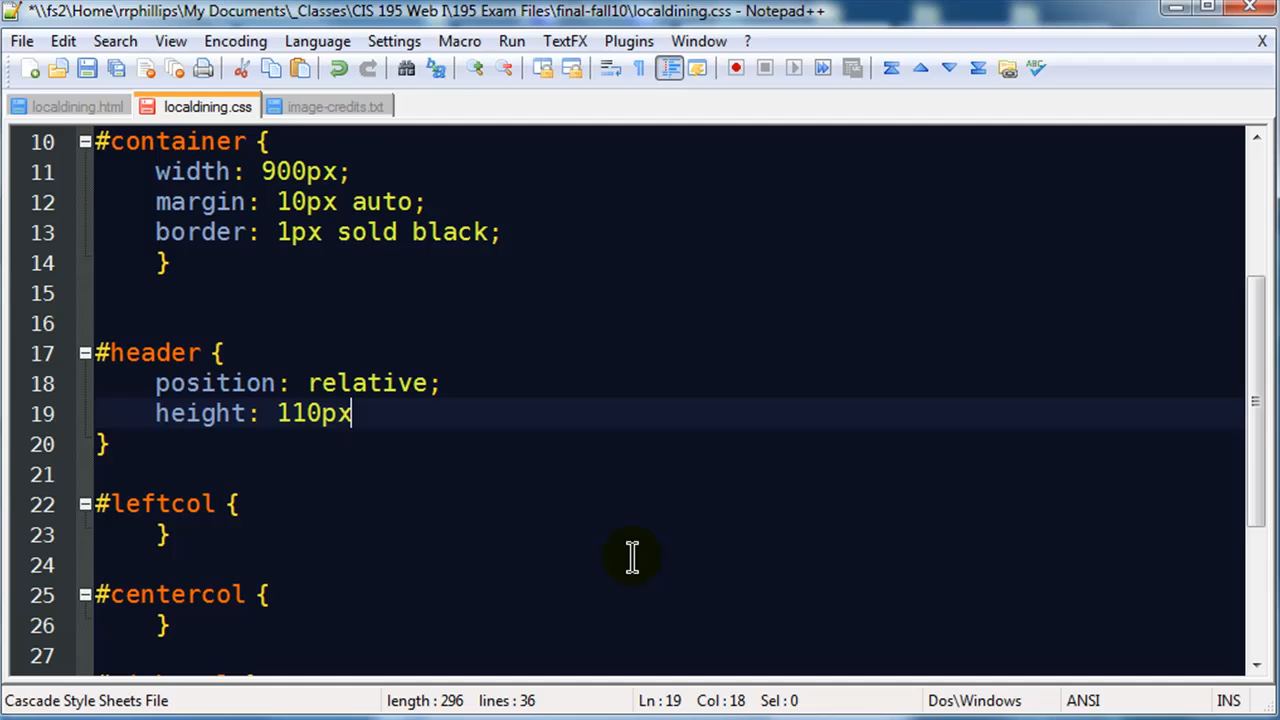 *\\fs2\Home\rrphillips\My Documents\_Classes\CIS 195 Web I\195 Exam Files\final-fall10\localdining.css - Notepad++
File Edit Search View Encoding Language Settings Macro Run TextFX Plugins Window ? X
localdining.html localdining.css image-credits.txt
10 #container {
11 width: 900px;
12 margin: 10px auto;
13 border: 1px sold black;
14 }
15
16
17 #header {
18 position: relative;
19 height: 110px
20 }
21
22 #leftcol {
23 }
24
25 #centercol {
26 }
27
Cascade Style Sheets File length : 296 lines : 36 Ln : 19 Col : 18 Sel : 0 Dos\Windows ANSI INS